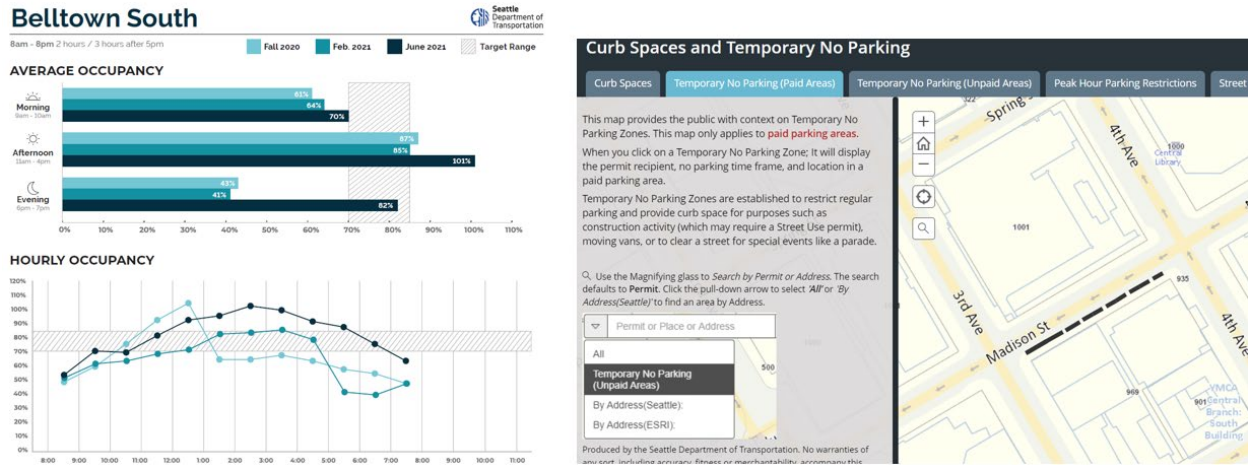 Belltown South
Seattle
Department of
Transportation
8am - 8pm 2 hours / 3 hours after 5pm
Fall 2020
Feb. 2021
June 2021
Target Range
AVERAGE OCCUPANCY
Morning
9am - 10am
61%
64%
70%
Afternoon
11am - 4pm
87%
85%
101%
Evening
6pm - 7pm
43%
41%
82%
0% 10% 20% 30% 40% 50% 60% 70% 80% 90% 100% 110%
HOURLY OCCUPANCY
120%
110%
100%
90%
80%
70%
60%
50%
40%
30%
20%
10%
0%
8:00 9:00 10:00 11:00 12:00 1:00 2:00 3:00 4:00 5:00 6:00 7:00 8:00 9:00 10:00 11:00
Curb Spaces and Temporary No Parking
Curb Spaces
Temporary No Parking (Paid Areas)
Temporary No Parking (Unpaid Areas)
Peak Hour Parking Restrictions
Street
This map provides the public with context on Temporary No
Parking Zones. This map only applies to paid parking areas.
When you click on a Temporary No Parking Zone; It will display
the permit recipient, no parking time frame, and location in a
paid parking area.
Temporary No Parking Zones are established to restrict regular
parking and provide curb space for purposes such as
construction activity (which may require a Street Use permit),
moving vans, or to clear a street for special events like a parade.
Use the Magnifying glass to Search by Permit or Address. The search
defaults to Permit. Click the pull-down arrow to select 'All' or 'By
Address(Seattle)' to find an area by Address.
Permit or Place or Address
All
Temporary No Parking
(Unpaid Areas)
By Address(Seattle):
By Address(ESRI):
500
Produced by the Seattle Department of Transportation. No warranties of
any sort, including accuracy, fitness or merchantability, accompany this
322
Spring
4th Ave
1000
Central
Library
1001
935
3rd Ave
Madison St
4th Ave
969
901
YMCA
Central
Branch:
South
Building